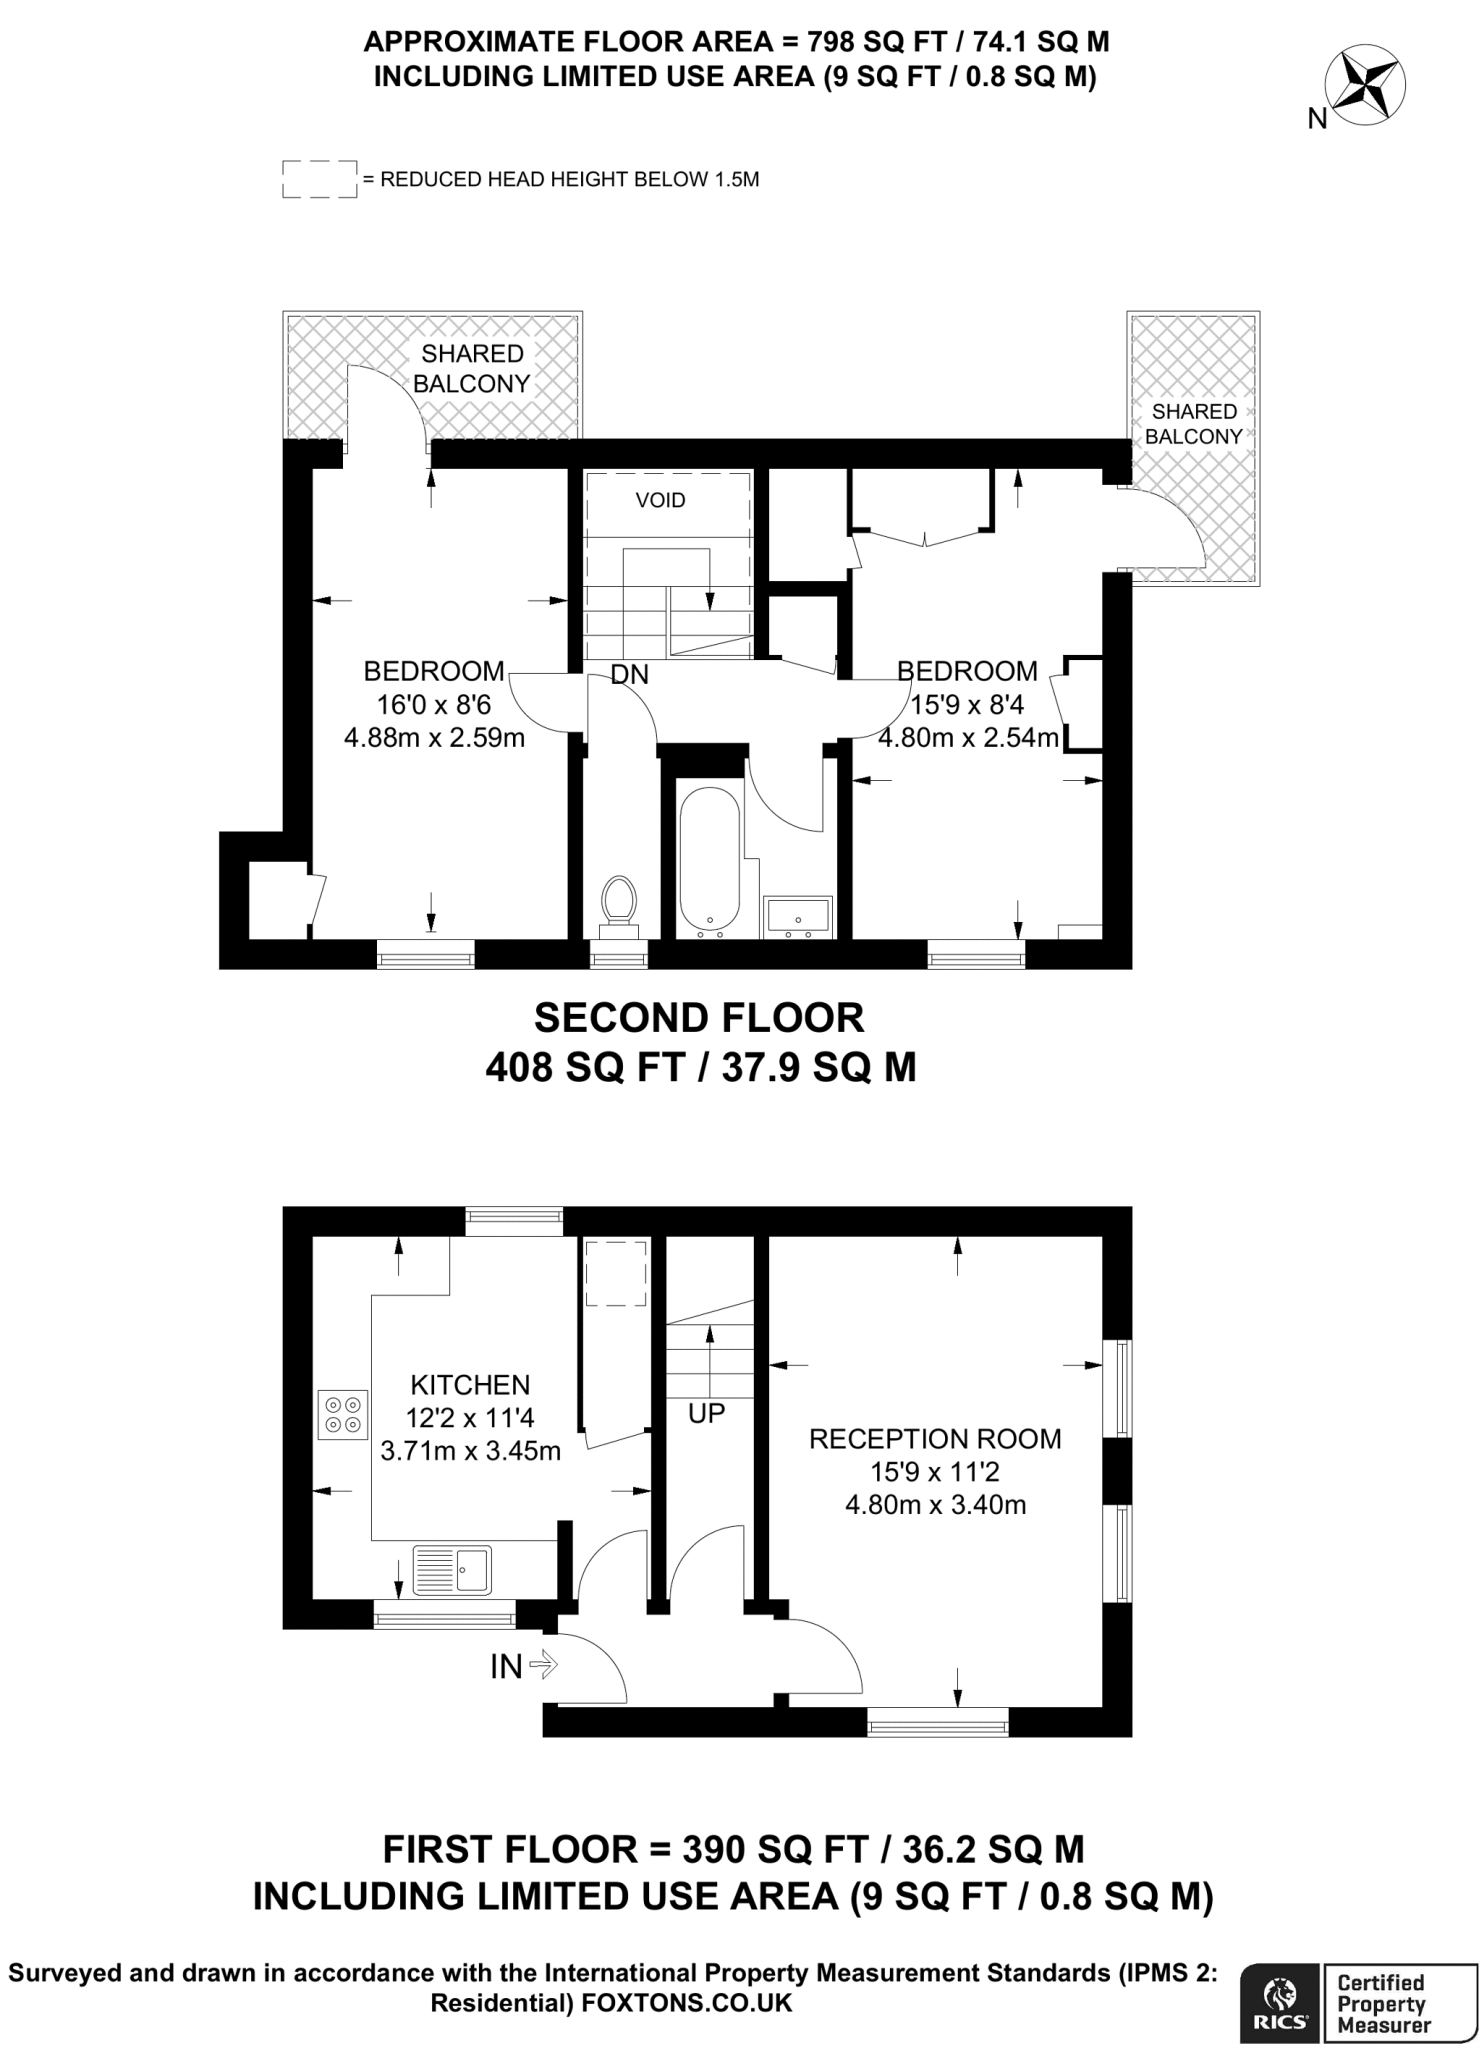 APPROXIMATE FLOOR AREA = 798 SQ FT / 74.1 SQ M
INCLUDING LIMITED USE AREA (9 SQ FT / 0.8 SQ M)
N
= REDUCED HEAD HEIGHT BELOW 1.5M
SHARED
BALCONY
SHARED
BALCONY
VOID
BEDROOM
16'0 x 8'6
4.88m x 2.59m
DN
BEDROOM
15'9 x 8'4
4.80m x 2.54m
SECOND FLOOR
408 SQ FT / 37.9 SQ M
KITCHEN
12'2 x 11'4
3.71m x 3.45m
UP
RECEPTION ROOM
15'9 x 11'2
4.80m x 3.40m
IN
FIRST FLOOR = 390 SQ FT / 36.2 SQ M
INCLUDING LIMITED USE AREA (9 SQ FT / 0.8 SQ M)
Surveyed and drawn in accordance with the International Property Measurement Standards (IPMS 2:
Residential) FOXTONS.CO.UK
RICS
Certified
Property
Measurer